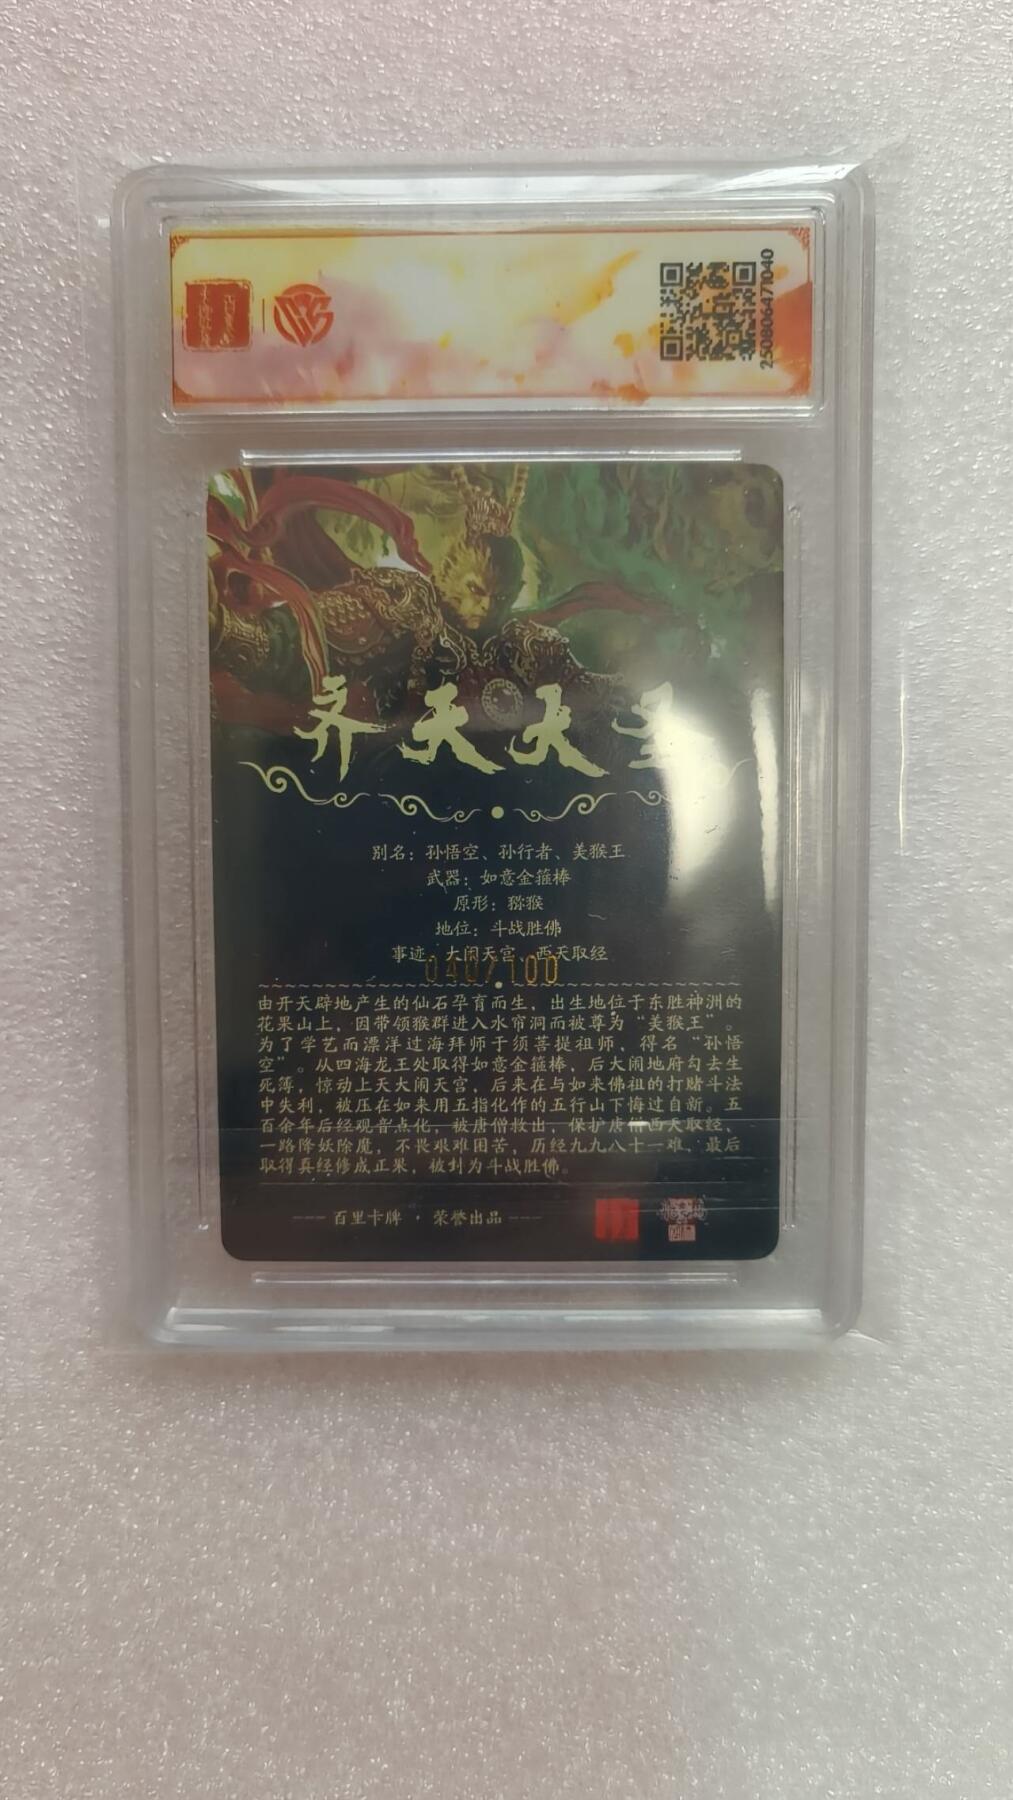 2508064711040
齐天大圣
别名：孙悟空、孙行者、美猴王
武器：如意金箍棒
原形：猕猴
地位：斗战胜佛
事迹：大闹天宫、西天取经
040/100
由开天辟地产生的仙石孕育而生，出生地位于东胜神洲的
花果山上，因带领猴群进入水帘洞而被尊为“美猴王”。
为了学艺而漂洋过海拜师于须菩提祖师，得名“孙悟
空”。从四海龙王处取得如意金箍棒，后大闹地府勾去生
死薄，惊动上天大闹天宫，后来在与如来佛祖的打赌斗法
中失利，被压在如来用五指化作的五行山下悔过自新。五
百余年后经观音点化，被唐僧救出，保护唐僧西天取经，
一路降妖除魔，不畏艰难困苦，历经九九八十一难，最后
取得真经修成正果，被封为斗战胜佛。
--- 百里卡牌 · 荣誉出品 ---